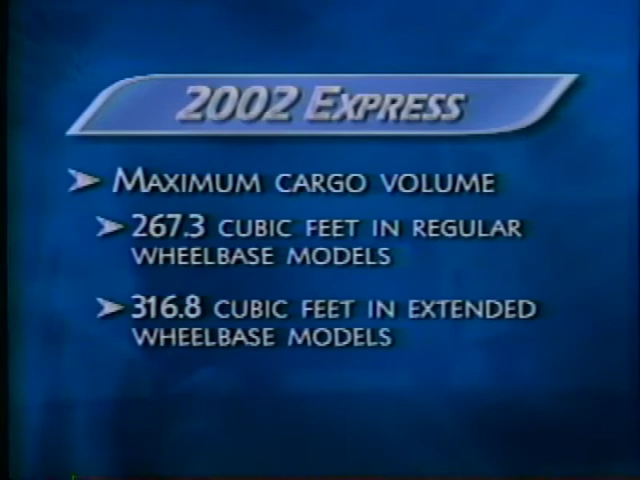 2002 EXPRESS
MAXIMUM CARGO VOLUME
267.3 CUBIC FEET IN REGULAR
WHEELBASE MODELS
316.8 CUBIC FEET IN EXTENDED
WHEELBASE MODELS